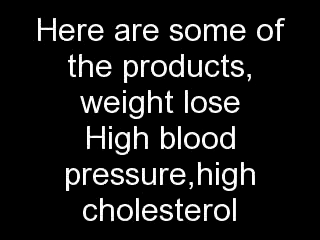 Here are some of
the products,
weight lose
High blood
pressure,high
cholesterol